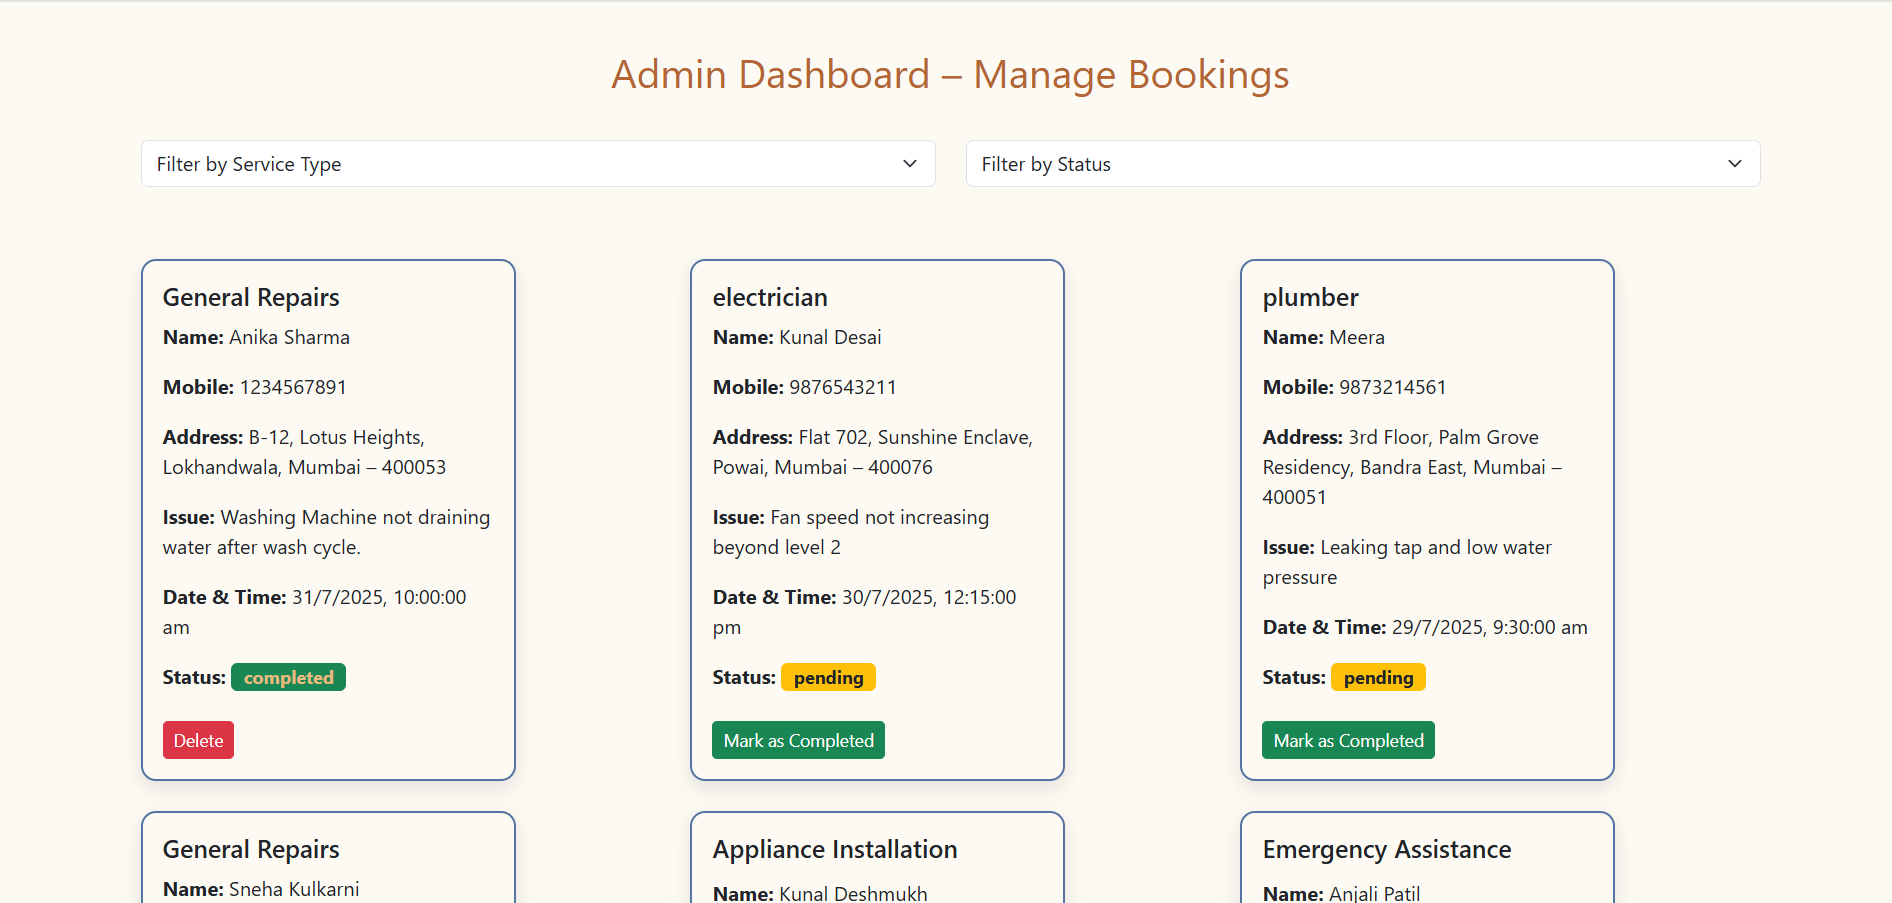 Admin Dashboard – Manage Bookings
Filter by Service Type
Filter by Status
General Repairs
Name: Anika Sharma
Mobile: 1234567891
Address: B-12, Lotus Heights,
Lokhandwala, Mumbai – 400053
Issue: Washing Machine not draining
water after wash cycle.
Date & Time: 31/7/2025, 10:00:00
am
Status: completed
Delete
electrician
Name: Kunal Desai
Mobile: 9876543211
Address: Flat 702, Sunshine Enclave,
Powai, Mumbai – 400076
Issue: Fan speed not increasing
beyond level 2
Date & Time: 30/7/2025, 12:15:00
pm
Status: pending
Mark as Completed
plumber
Name: Meera
Mobile: 9873214561
Address: 3rd Floor, Palm Grove
Residency, Bandra East, Mumbai –
400051
Issue: Leaking tap and low water
pressure
Date & Time: 29/7/2025, 9:30:00 am
Status: pending
Mark as Completed
General Repairs
Name: Sneha Kulkarni
Appliance Installation
Name: Kunal Deshmukh
Emergency Assistance
Name: Anjali Patil